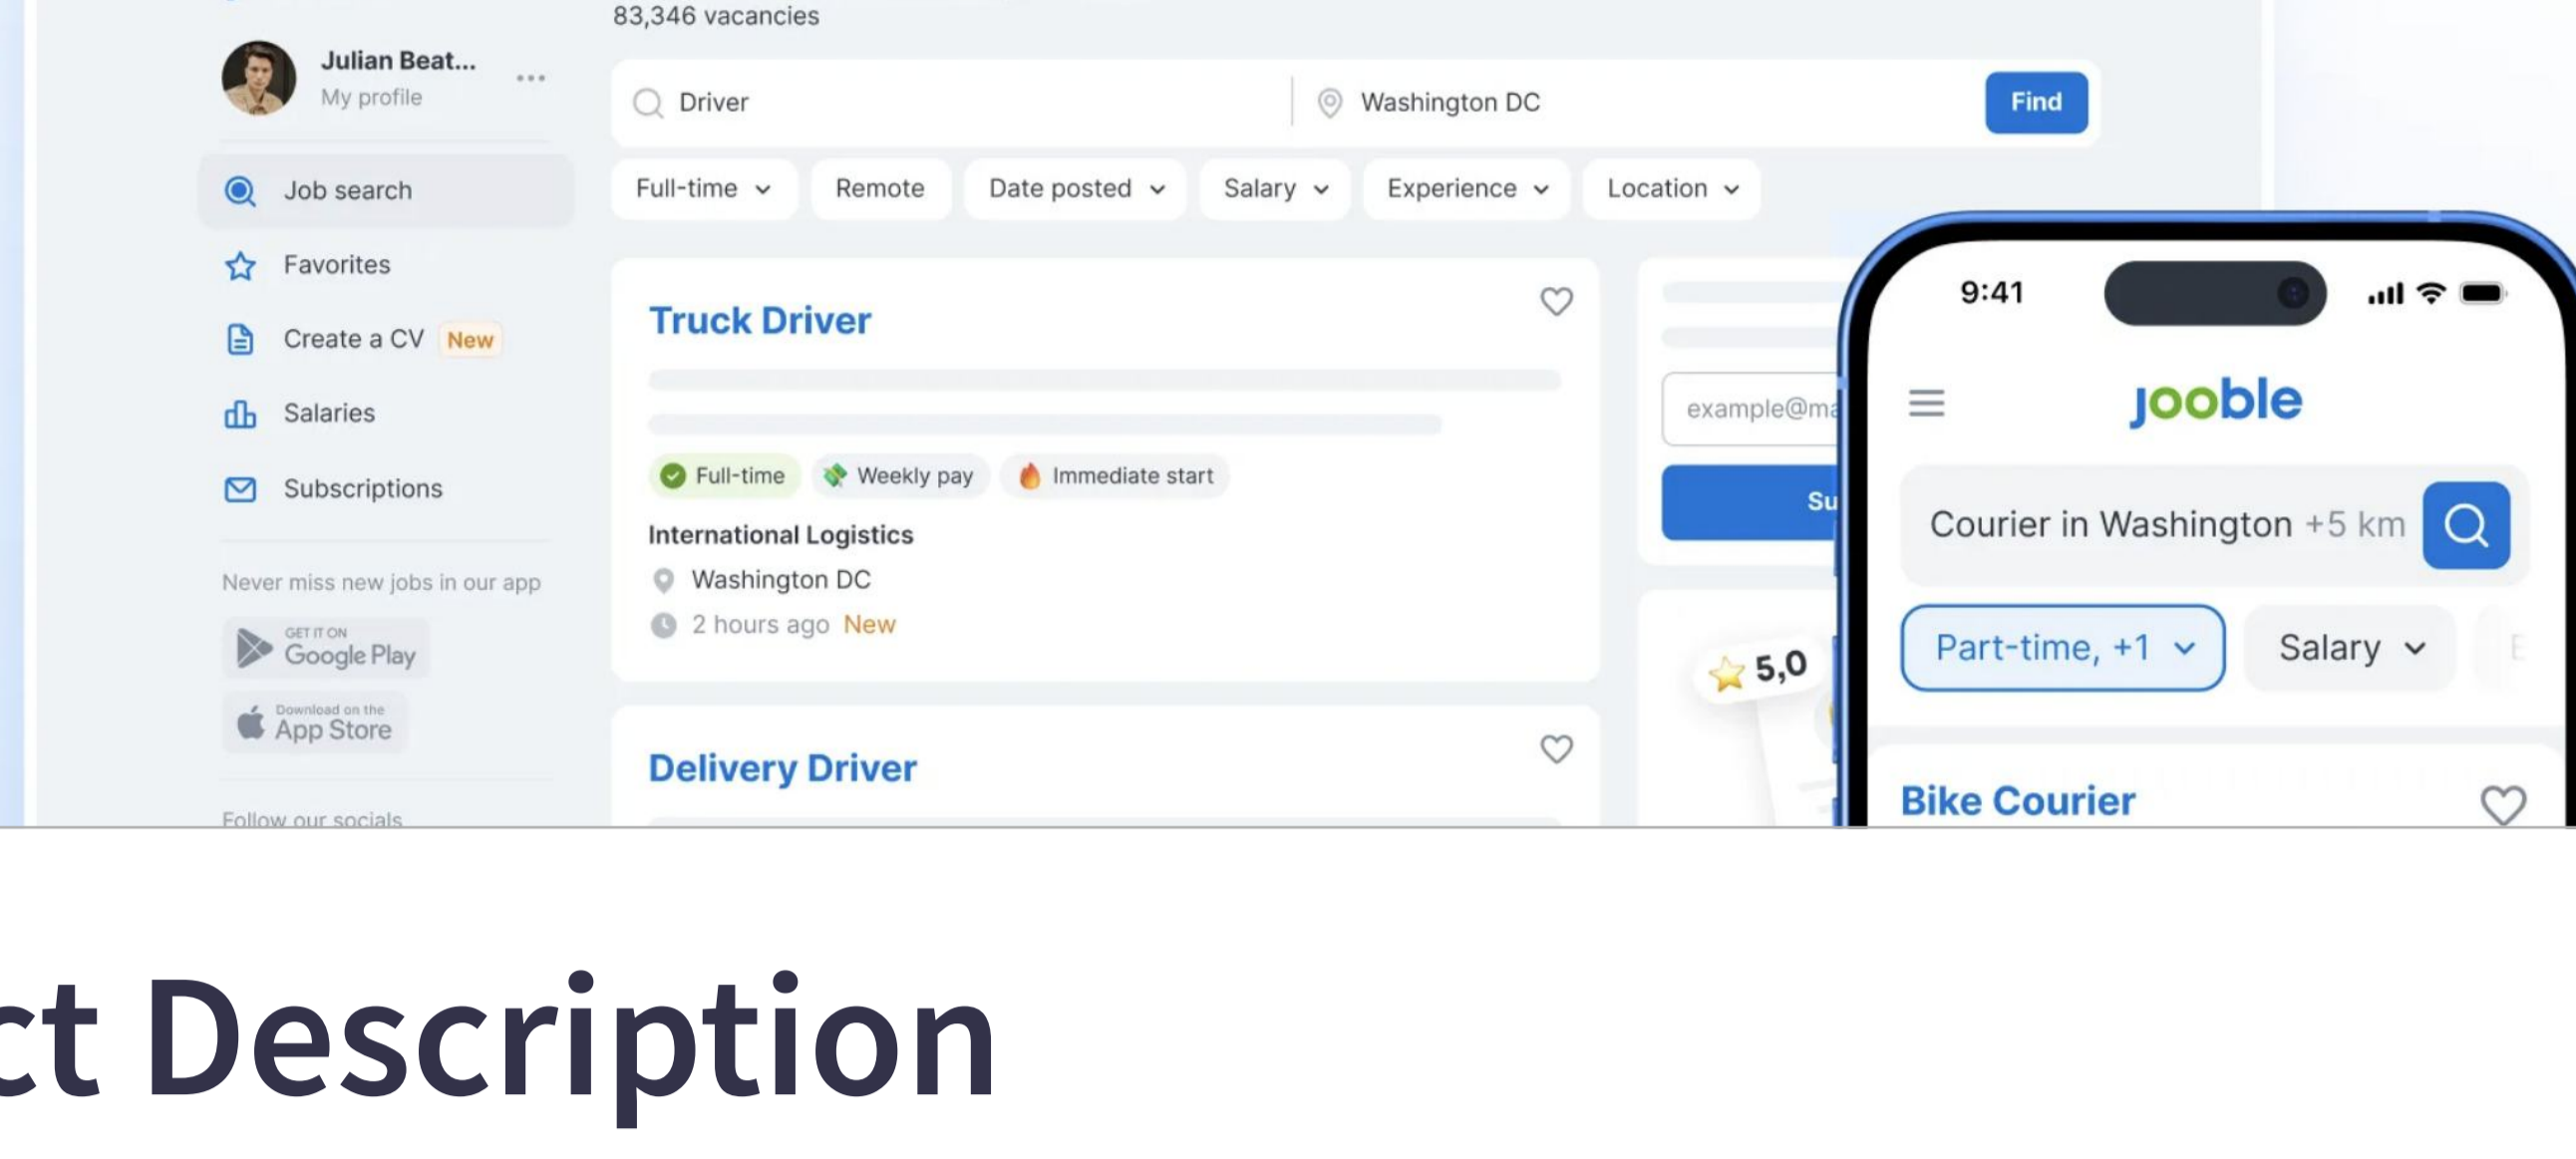 83,346 vacancies
Julian Beat...
My profile
Driver
Washington DC
Find
Job search
Favorites
Create a CV New
Salaries
Subscriptions
Never miss new jobs in our app
GET IT ON
Google Play
Download on the
App Store
Follow our socials
Full-time
Remote
Date posted
Salary
Experience
Location
Truck Driver
Full-time
Weekly pay
Immediate start
International Logistics
Washington DC
2 hours ago New
Delivery Driver
example@ma
Su
5,0
9:41
jooble
Courier in Washington +5 km
Part-time, +1
Salary
E
Bike Courier
ct Description